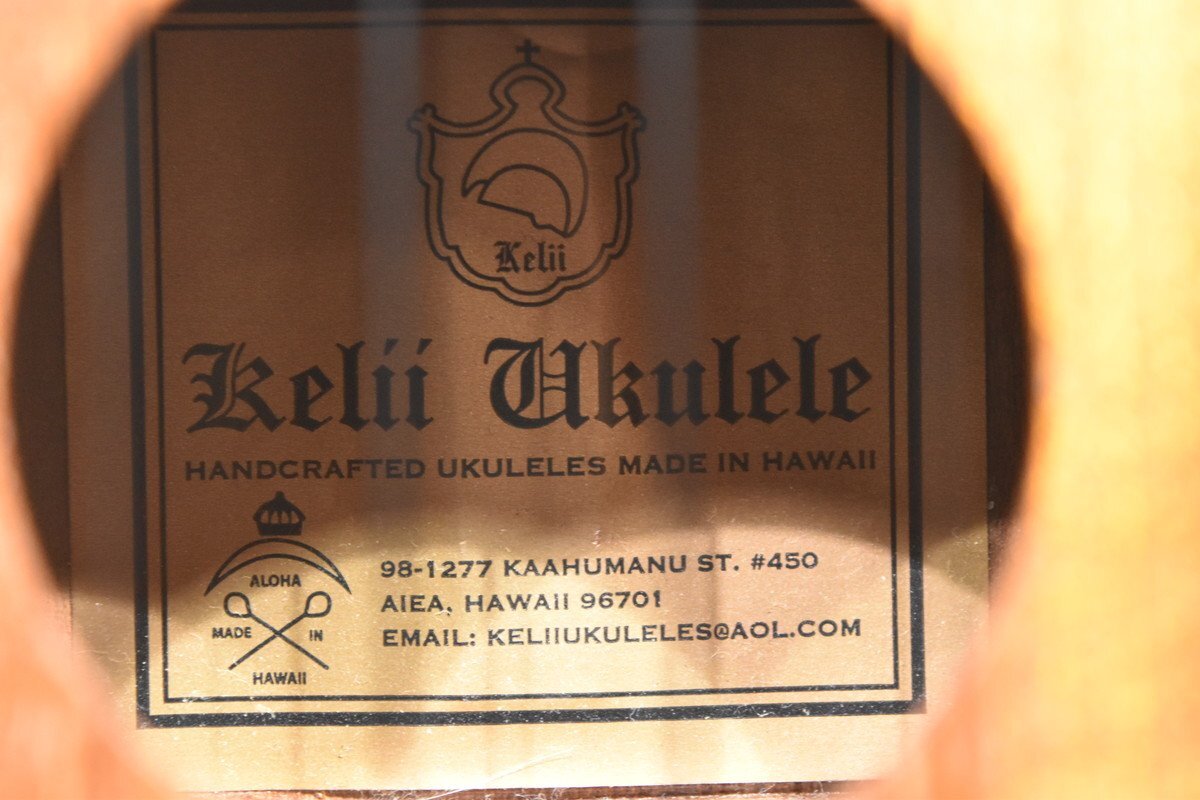 Kelii
Kelii Ukulele
HANDCRAFTED UKULELES MADE IN HAWAII
ALOHA
MADE IN
HAWAII
98-1277 KAAHUMANU ST. #450
AIEA, HAWAII 96701
EMAIL: KELIIUKULELES@AOL.COM